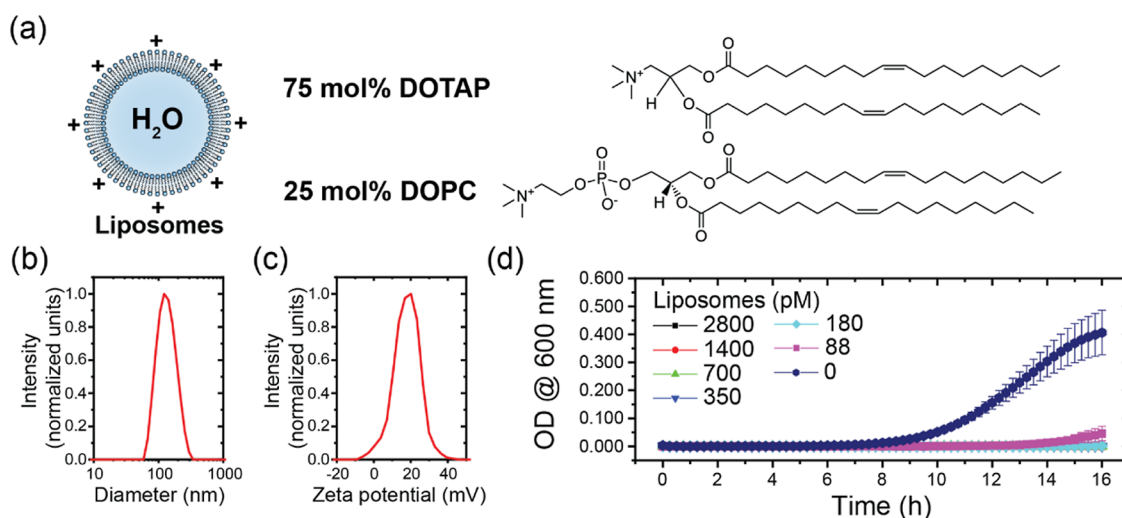 (a)
+ + + + + + + +
H₂O
Liposomes
75 mol% DOTAP
25 mol% DOPC
O
O
N⁺
H
O
O
O
O
O
P
O
O
N⁺
O⁻
H
O
O
(b)
Intensity
(normalized units)
1.0
0.8
0.6
0.4
0.2
0.0
10 100 1000
Diameter (nm)
(c)
Intensity
(normalized units)
1.0
0.8
0.6
0.4
0.2
0.0
-20 0 20 40
Zeta potential (mV)
(d)
OD @ 600 nm
0.600
0.500
0.400
0.300
0.200
0.100
0.000
Liposomes (pM)
2800
1400
700
350
180
88
0
0 2 4 6 8 10 12 14 16
Time (h)